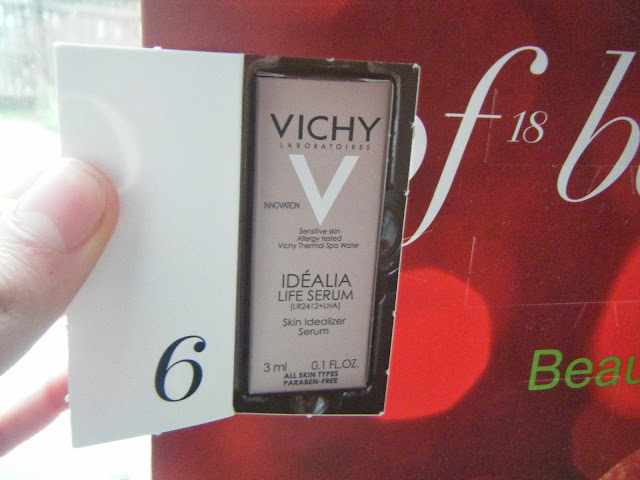 VICHY
LABORATOIRES
V
INNOVATION
Sensitive skin
Allergy tested
Vichy Thermal Spa Water
IDÉALIA
LIFE SERUM
[LR2412+LHA]
Skin Idealizer
Serum
3 ml 0.1 FL.OZ.
ALL SKIN TYPES
PARABEN-FREE
6
of
18